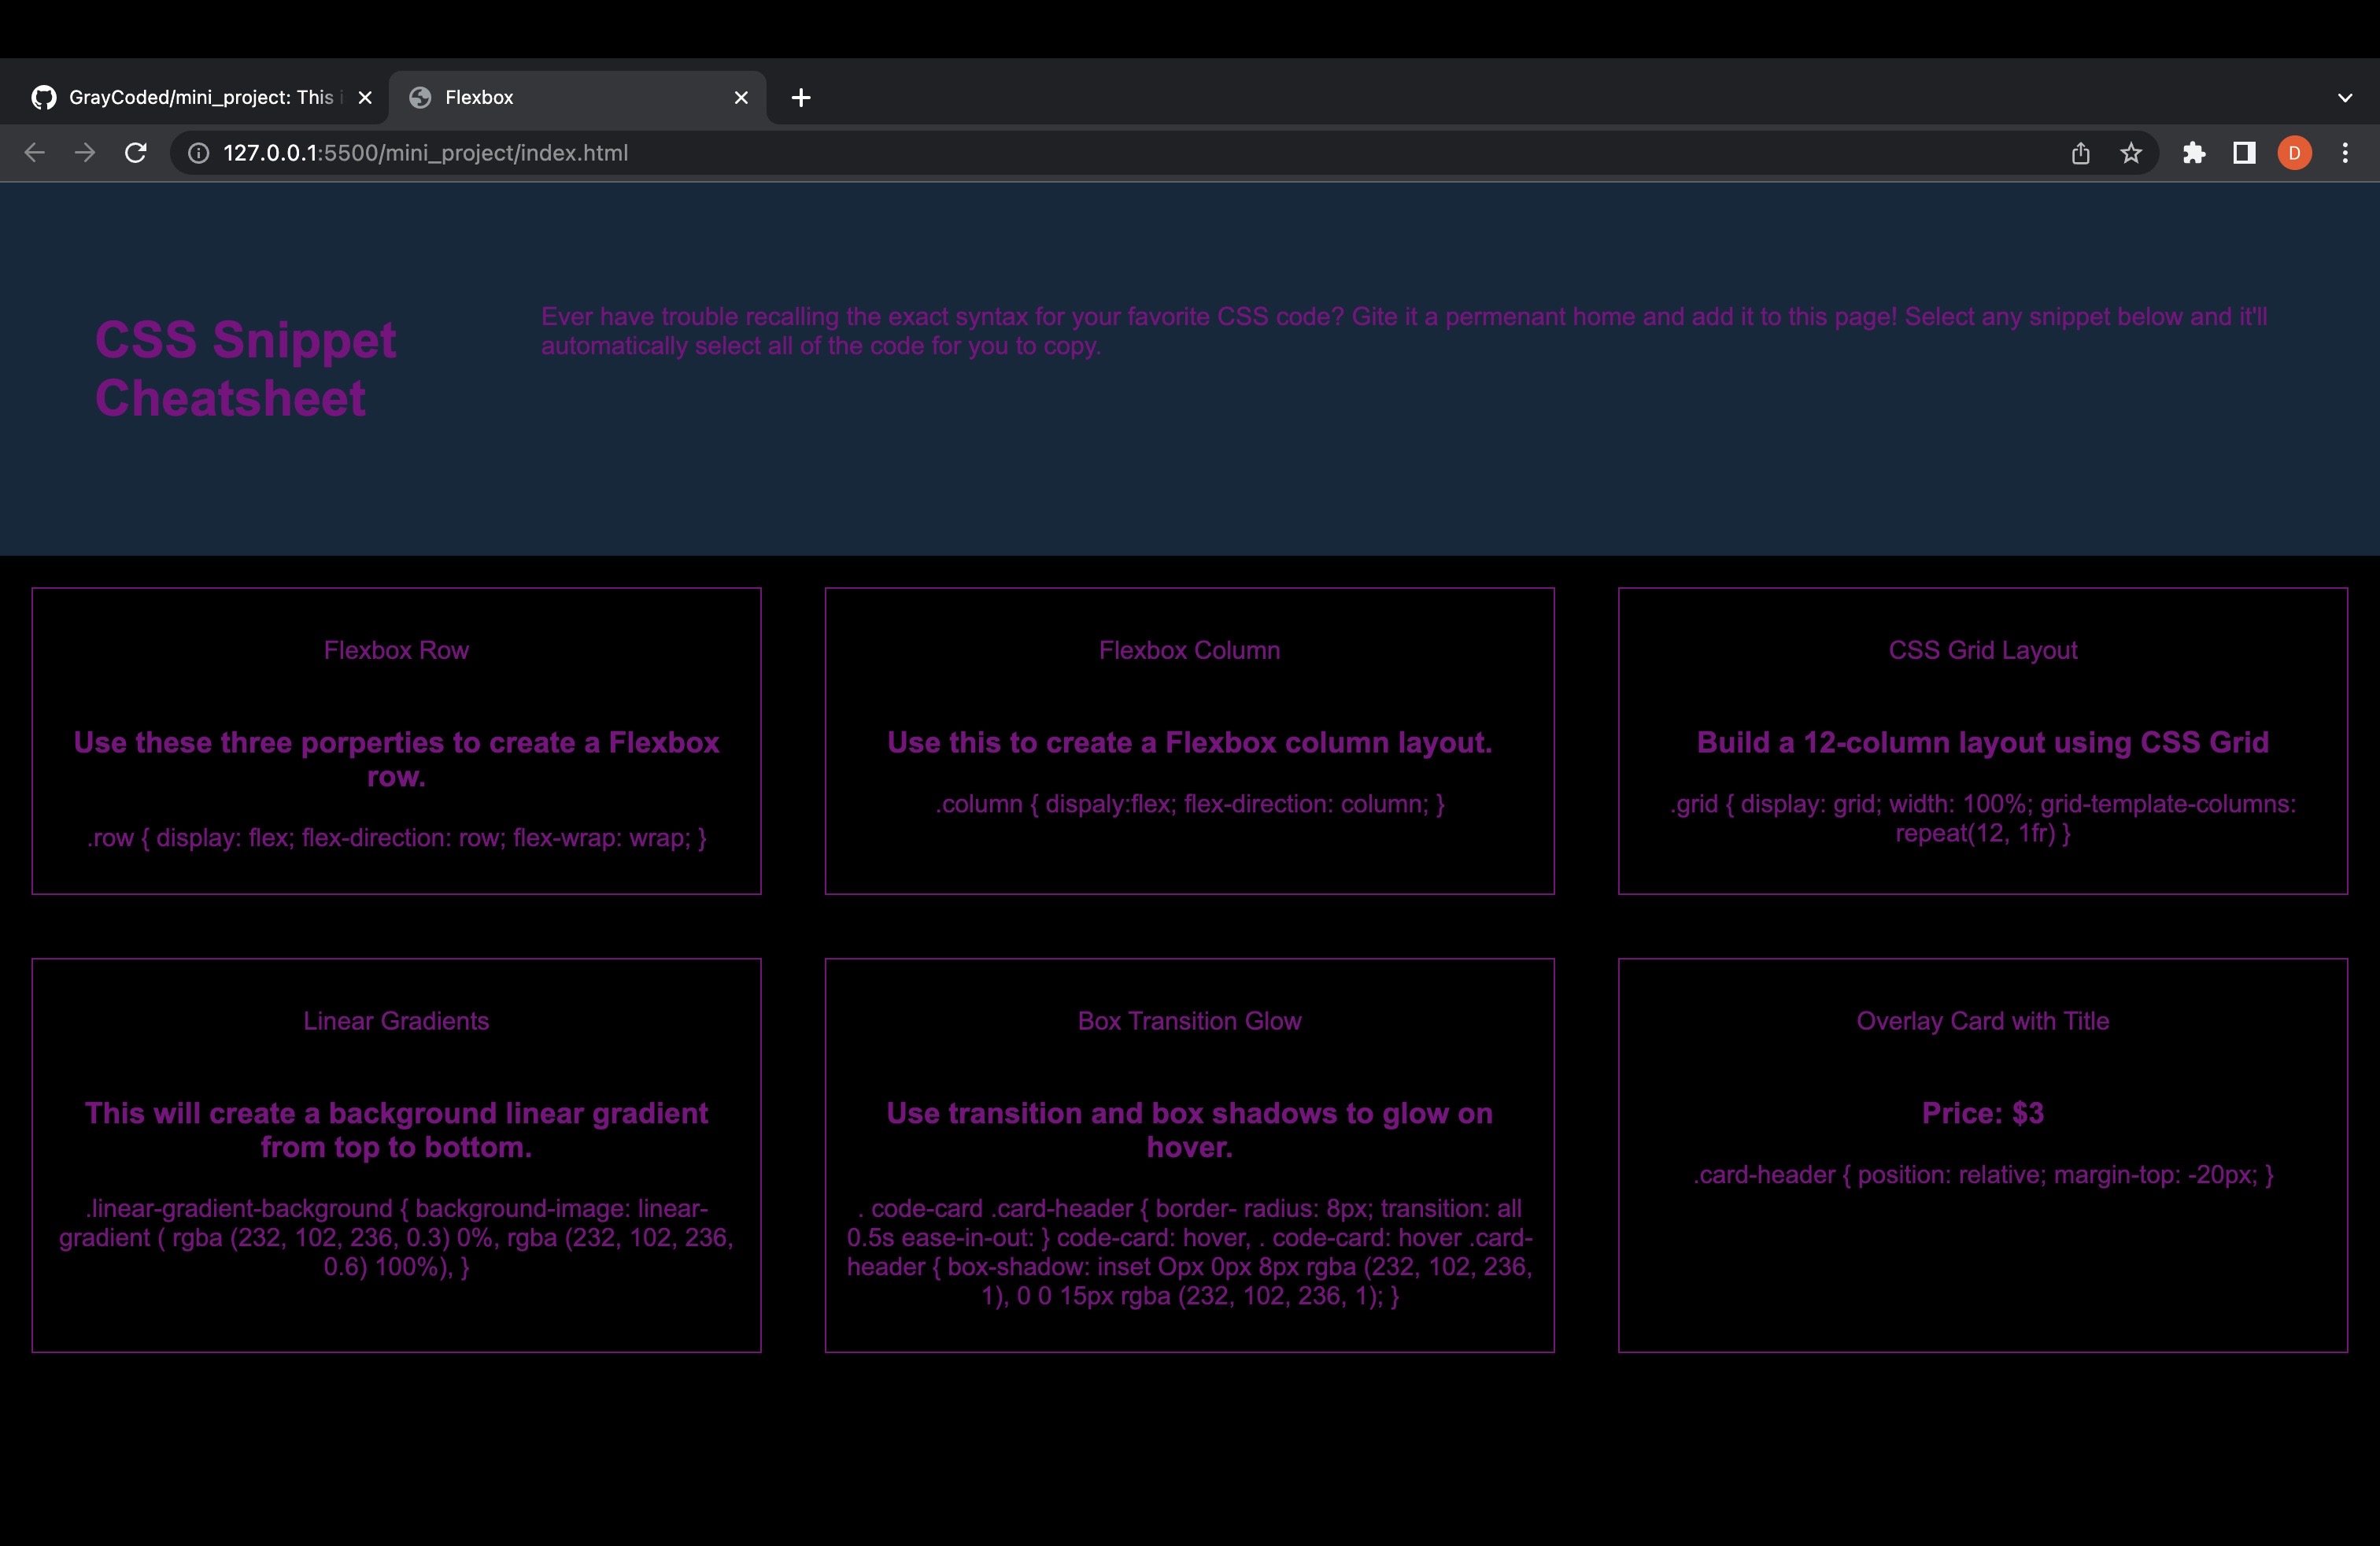 GrayCoded/mini_project: This
Flexbox
127.0.0.1:5500/mini_project/index.html
D
CSS Snippet
Cheatsheet
Ever have trouble recalling the exact syntax for your favorite CSS code? Gite it a permenant home and add it to this page! Select any snippet below and it'll
automatically select all of the code for you to copy.
Flexbox Row
Use these three porperties to create a Flexbox
row.
.row { display: flex; flex-direction: row; flex-wrap: wrap; }
Flexbox Column
Use this to create a Flexbox column layout.
.column { dispaly:flex; flex-direction: column; }
CSS Grid Layout
Build a 12-column layout using CSS Grid
.grid { display: grid; width: 100%; grid-template-columns:
repeat(12, 1fr) }
Linear Gradients
This will create a background linear gradient
from top to bottom.
.linear-gradient-background { background-image: linear-
gradient ( rgba (232, 102, 236, 0.3) 0%, rgba (232, 102, 236,
0.6) 100%), }
Box Transition Glow
Use transition and box shadows to glow on
hover.
. code-card .card-header { border- radius: 8px; transition: all
0.5s ease-in-out: } code-card: hover, . code-card: hover .card-
header { box-shadow: inset Opx 0px 8px rgba (232, 102, 236,
1), 0 0 15px rgba (232, 102, 236, 1); }
Overlay Card with Title
Price: $3
.card-header { position: relative; margin-top: -20px; }